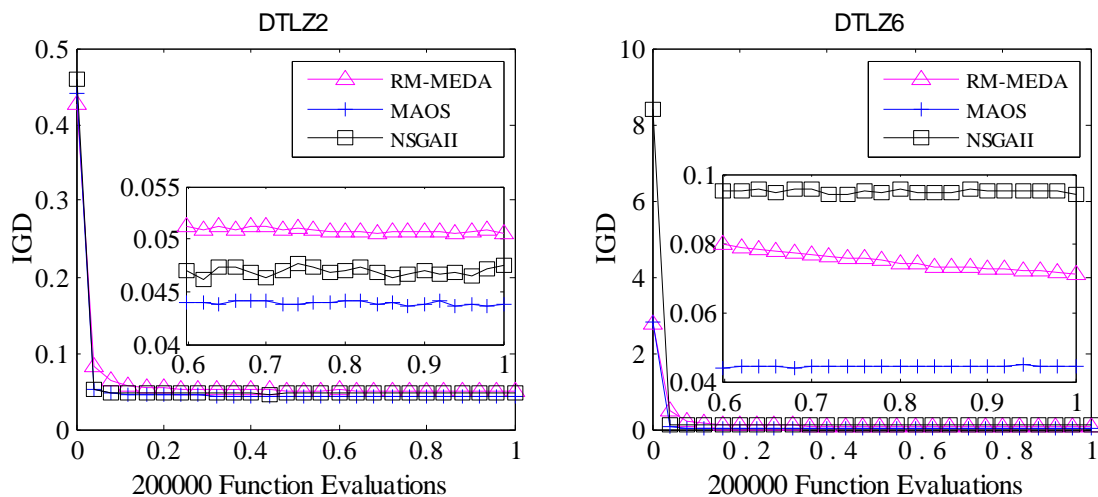 DTLZ2
0.5
0.4
0.3
0.2
0.1
0
IGD
RM-MEDA
MAOS
NSGAII
0.055
0.05
0.045
0.04
0.6 0.7 0.8 0.9 1
0 0.2 0.4 0.6 0.8 1
200000 Function Evaluations
DTLZ6
10
8
6
4
2
0
IGD
RM-MEDA
MAOS
NSGAII
0.1
0.08
0.06
0.04
0.6 0.7 0.8 0.9 1
0 0.2 0.4 0.6 0.8 1
200000 Function Evaluations